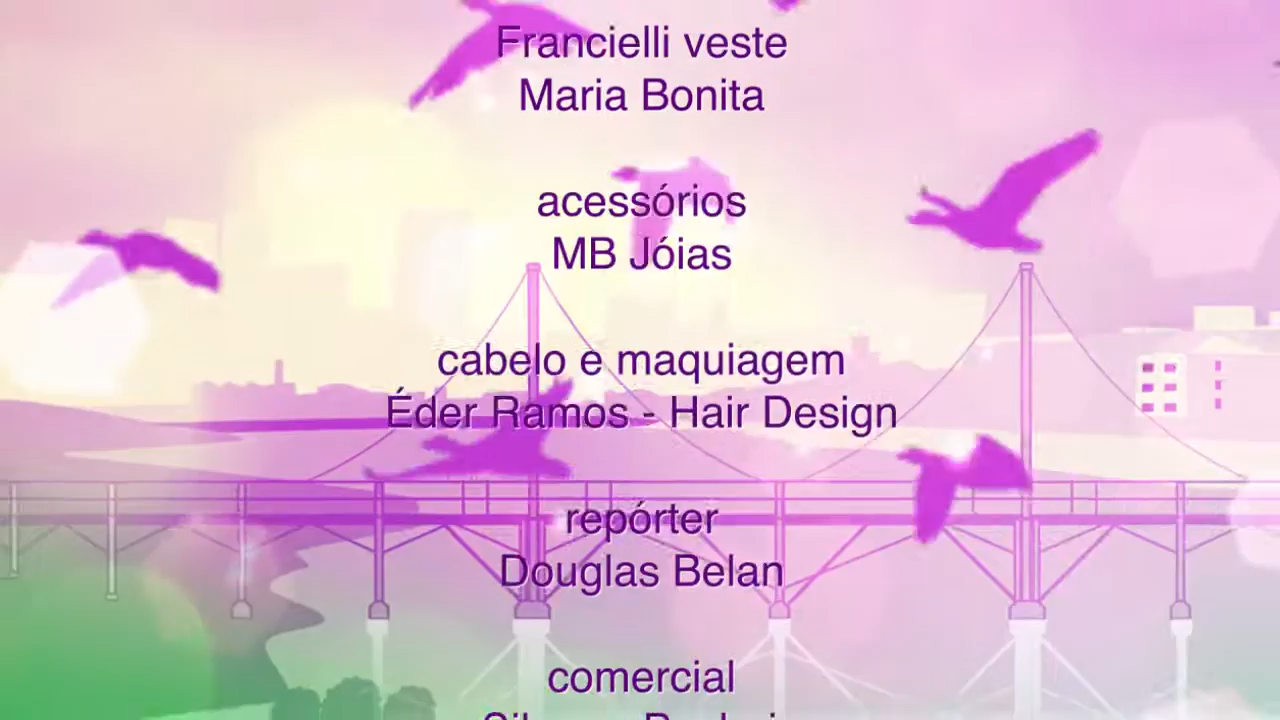 Francielli veste
Maria Bonita
acessórios
MB Jóias
cabelo e maquiagem
Éder Ramos - Hair Design
repórter
Douglas Belan
comercial